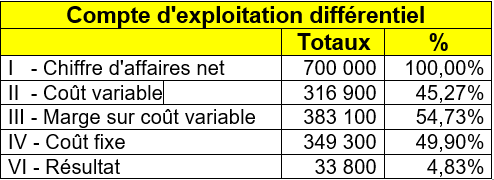 Compte d'exploitation différentiel
Totaux %
I - Chiffre d'affaires net 700 000 100,00%
II - Coût variable 316 900 45,27%
III - Marge sur coût variable 383 100 54,73%
IV - Coût fixe 349 300 49,90%
VI - Résultat 33 800 4,83%